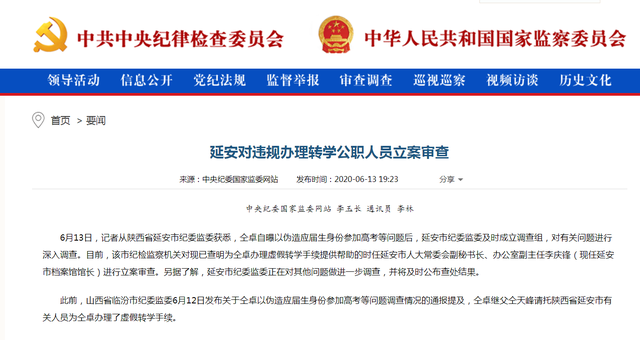 中共中央纪律检查委员会 中华人民共和国国家监察委员会
领导活动 信息公开 党纪法规 监督举报 审查调查 巡视巡察 视频访谈 历史文化
首页 > 要闻
延安对违规办理转学公职人员立案审查
来源：中央纪委国家监委网站 发布时间：2020-06-13 19:23 分享
中央纪委国家监委网站 李玉长 通讯员 李林
6月13日，记者从陕西省延安市纪委监委获悉，仝卓自曝以伪造应届生身份参加高考等问题后，延安市纪委监委及时成立调查组，对有关问题进行
深入调查。目前，该市纪检监察机关对现已查明为仝卓办理虚假转学手续提供帮助的时任延安市人大常委会副秘书长、办公室副主任李庆锋（现任延安
市档案馆馆长）进行立案审查。另据了解，延安市纪委监委正在对其他问题做进一步调查，并将及时公布查处结果。
此前，山西省临汾市纪委监委6月12日发布关于仝卓以伪造应届生身份参加高考等问题调查情况的通报提及，仝卓继父仝天峰请托陕西省延安市有
关人员为仝卓办理了虚假转学手续。